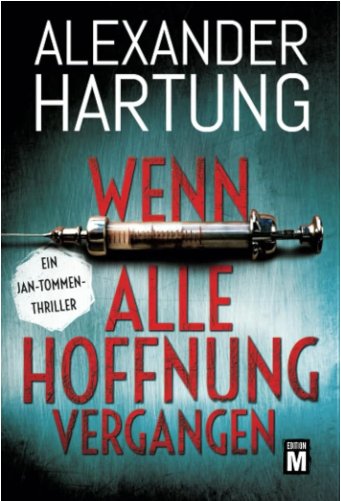 ALEXANDER
HARTUNG
WENN
EIN
JAN-TOMMEN-
THRILLER
ALLE
HOFFNUNG
VERGANGEN
EDITION
M